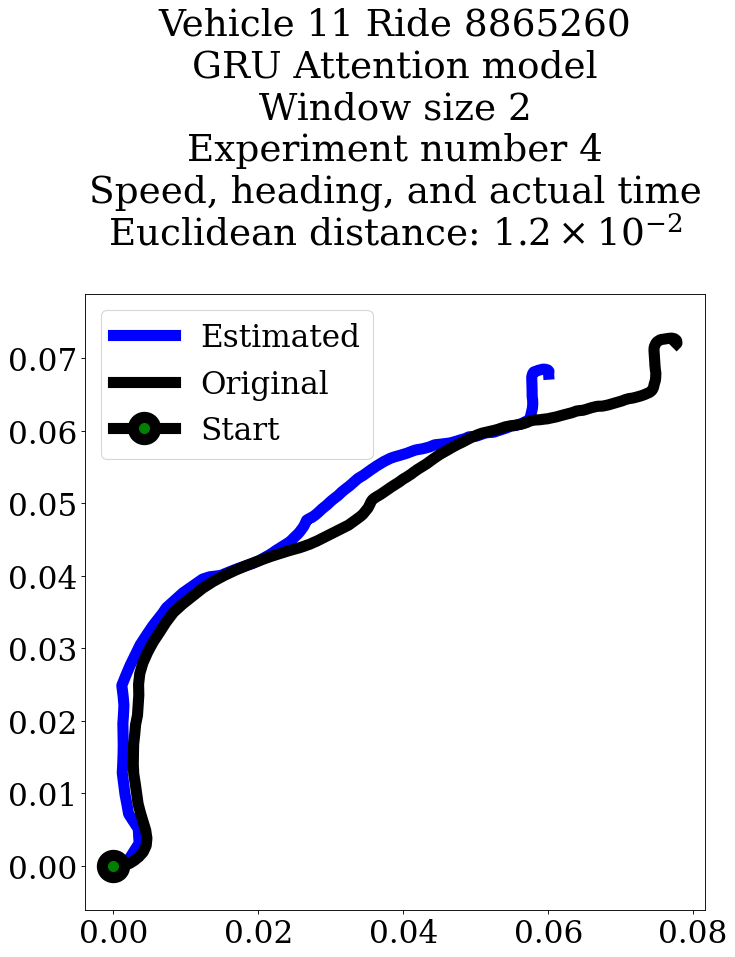 Vehicle 11 Ride 8865260
GRU Attention model
Window size 2
Experiment number 4
Speed, heading, and actual time
Euclidean distance: 1.2 × 10⁻²
Estimated
Original
Start
0.07
0.06
0.05
0.04
0.03
0.02
0.01
0.00
0.00 0.02 0.04 0.06 0.08